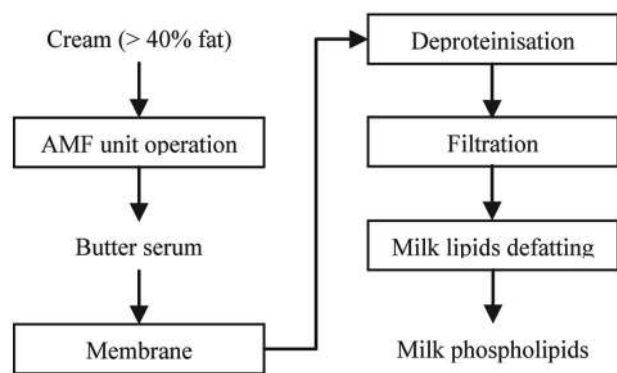 Cream (> 40% fat)
AMF unit operation
Butter serum
Membrane
Deproteinisation
Filtration
Milk lipids defatting
Milk phospholipids